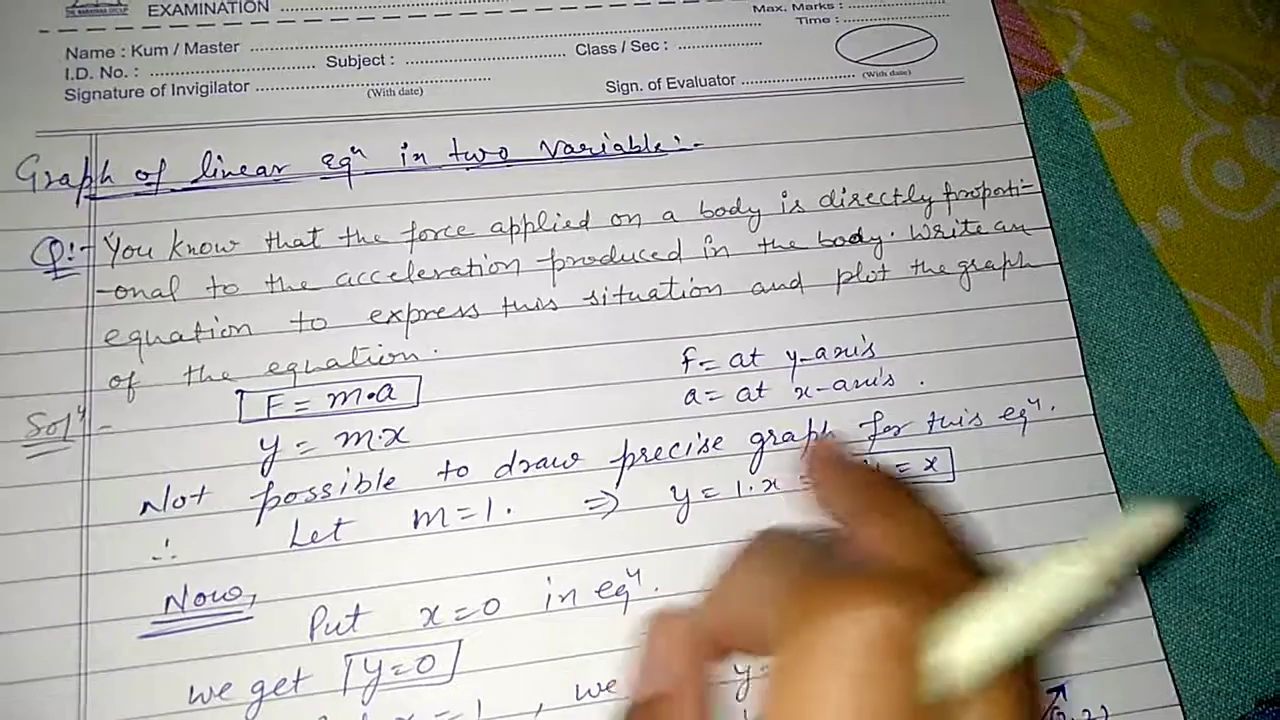 EXAMINATION
Max. Marks :
Time :
Name : Kum / Master
I.D. No. : Subject : Class / Sec :
Signature of Invigilator (With date) Sign. of Evaluator (With date)
Graph of linear eqn in two variable:-
Q:- You know that the force applied on a body is directly proporti-
-onal to the acceleration produced in the body. Write an
equation to express this situation and plot the graph
of the equation.
Soln - F = m.a f = at y-axis
y = m.x a = at x-axis.
Not possible to draw precise graph for this eqn.
∴ Let m = 1. ⇒ y = 1.x = y = x
Now,
Put x = 0 in eqn.
we get y = 0
x = 1, we y